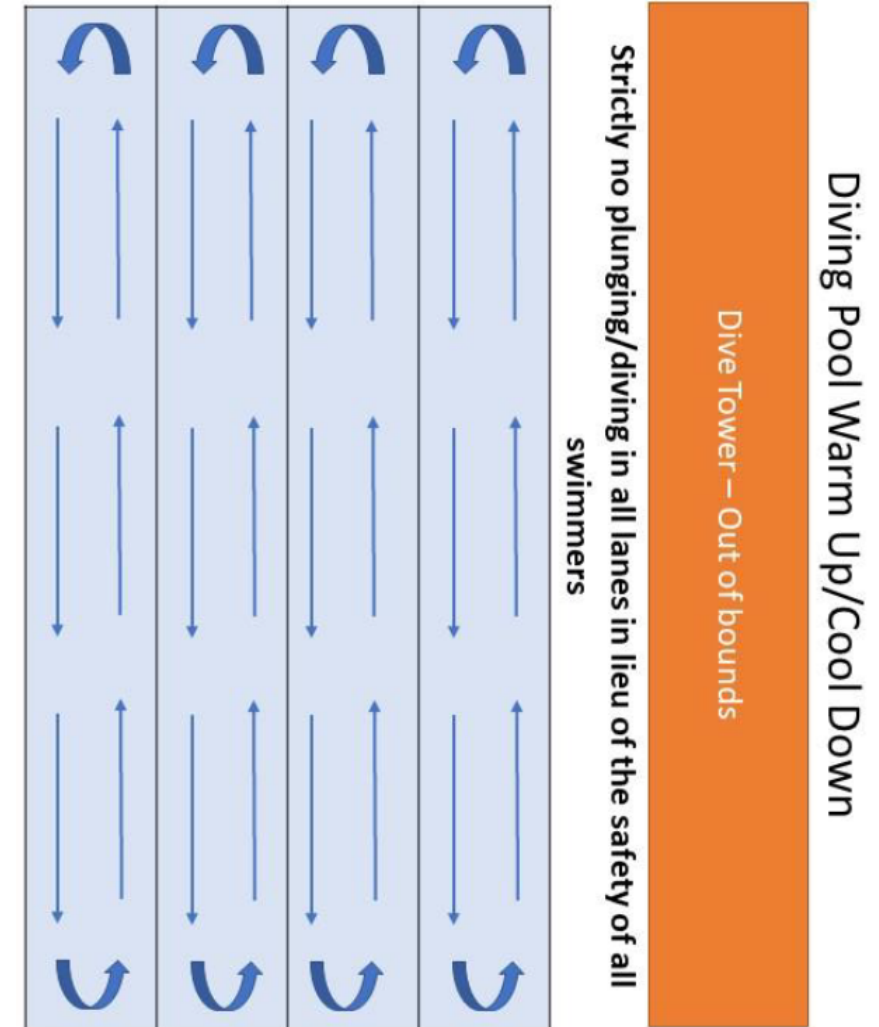 Diving Pool Warm Up/Cool Down
Dive Tower – Out of bounds
Strictly no plunging/diving in all lanes in lieu of the safety of all
swimmers